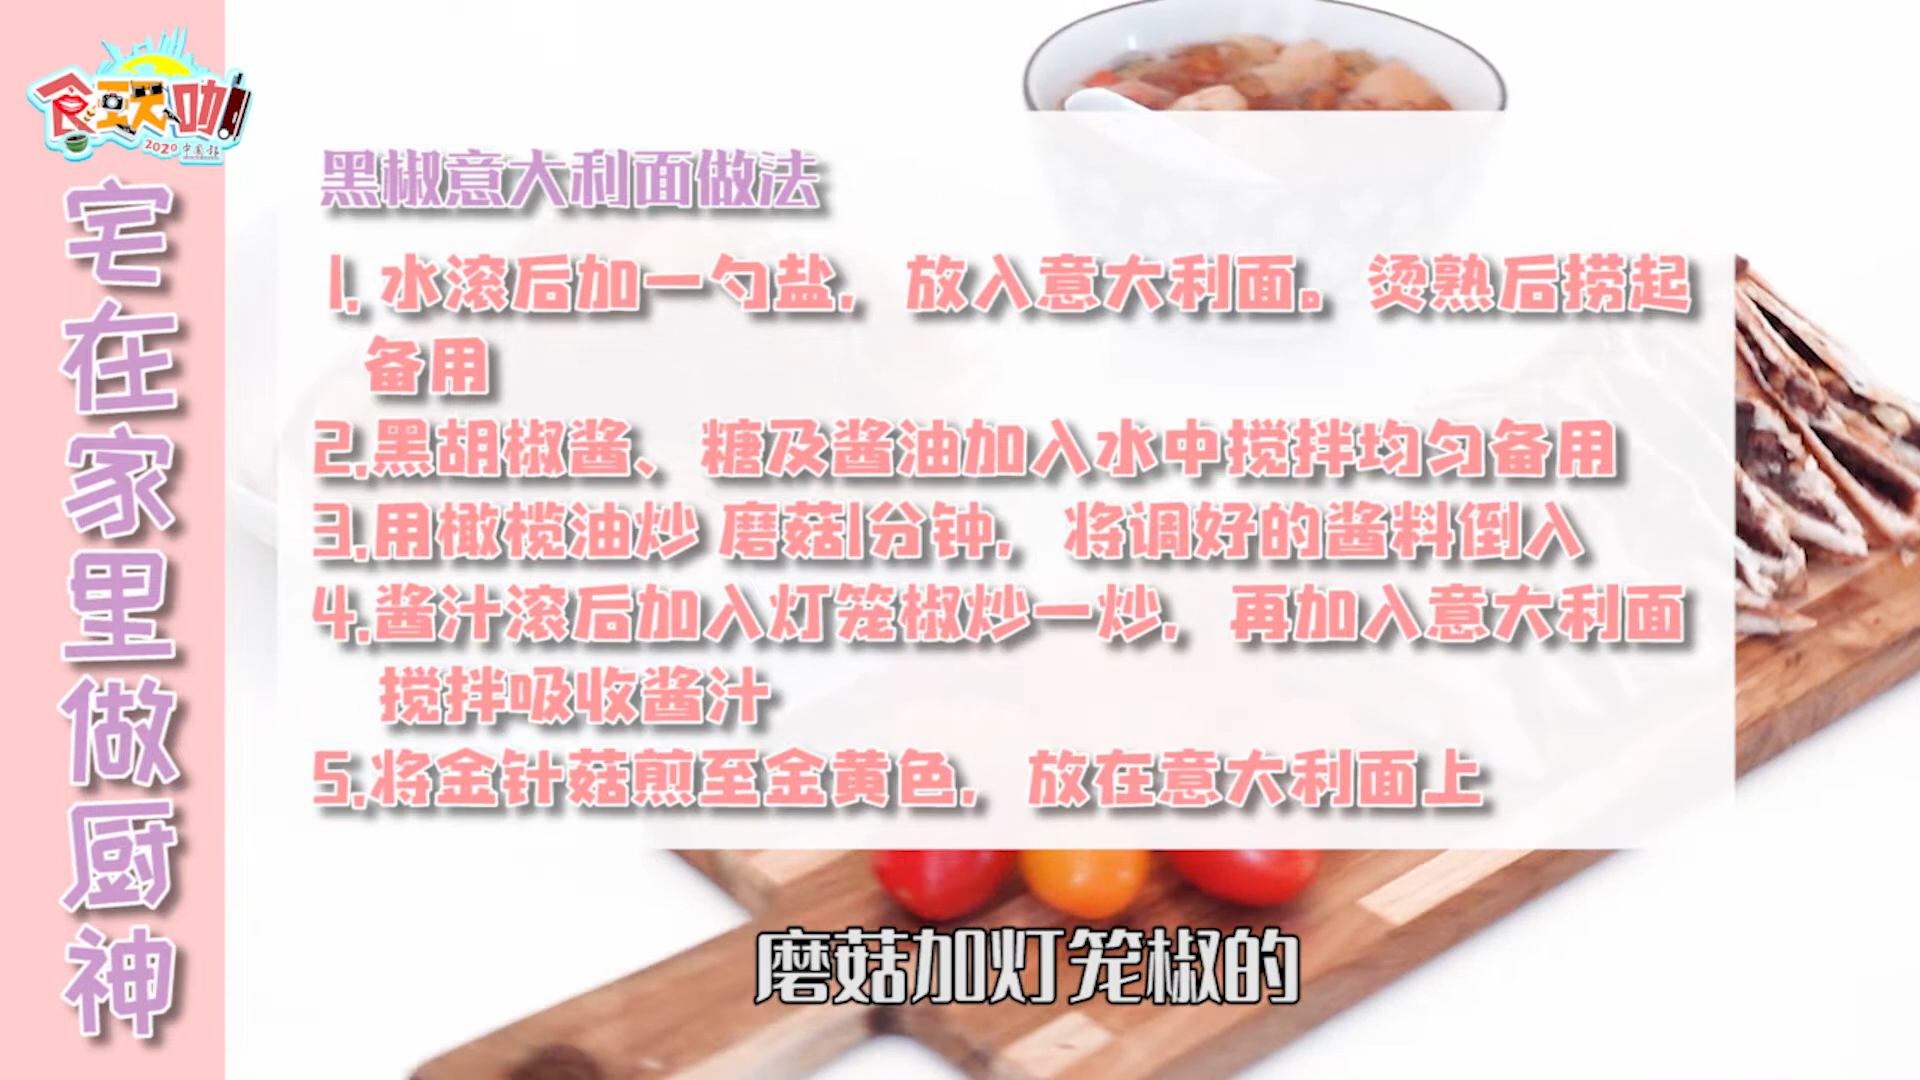 食联天咖
2020 中国报
宅在家里做厨神
黑椒意大利面做法
1. 水滚后加一勺盐，放入意大利面。烫熟后捞起
备用
2.黑胡椒酱、糖及酱油加入水中搅拌均匀备用
3.用橄榄油炒 磨菇1分钟，将调好的酱料倒入
4.酱汁滚后加入灯笼椒炒一炒，再加入意大利面
搅拌吸收酱汁
5.将金针菇煎至金黄色，放在意大利面上
磨菇加灯笼椒的